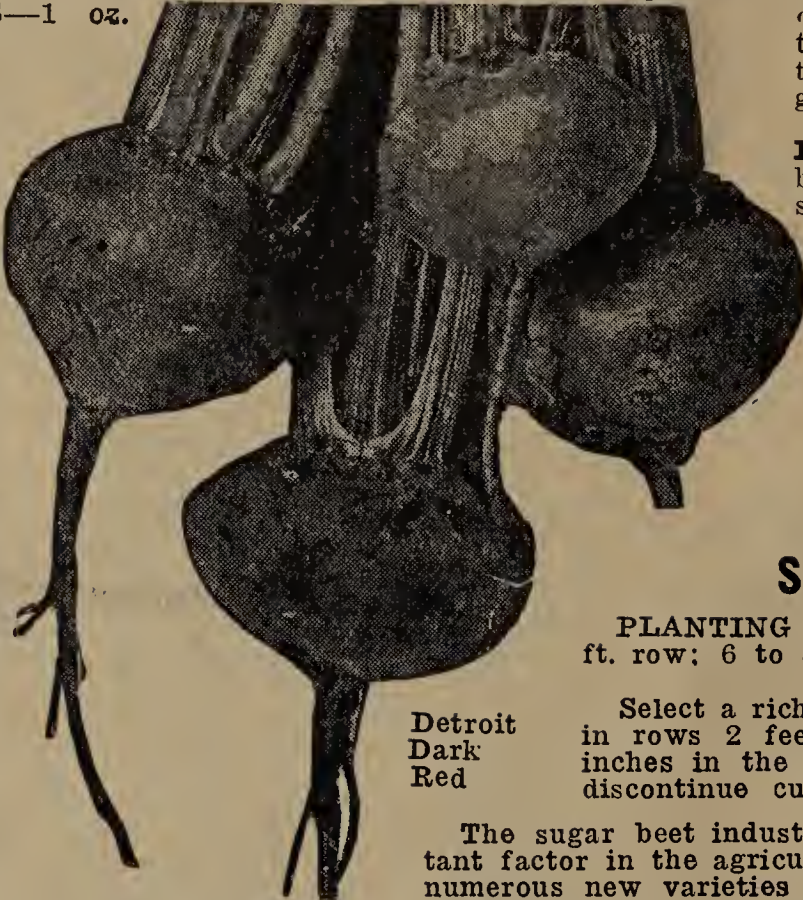 —1 oz.
t
t
g
b
s
S
PLANTING
ft. row; 6 to
Select a rich
in rows 2 fee
inches in the
discontinue cu
Detroit
Dark
Red
The sugar beet indust
tant factor in the agricu
numerous new varieties